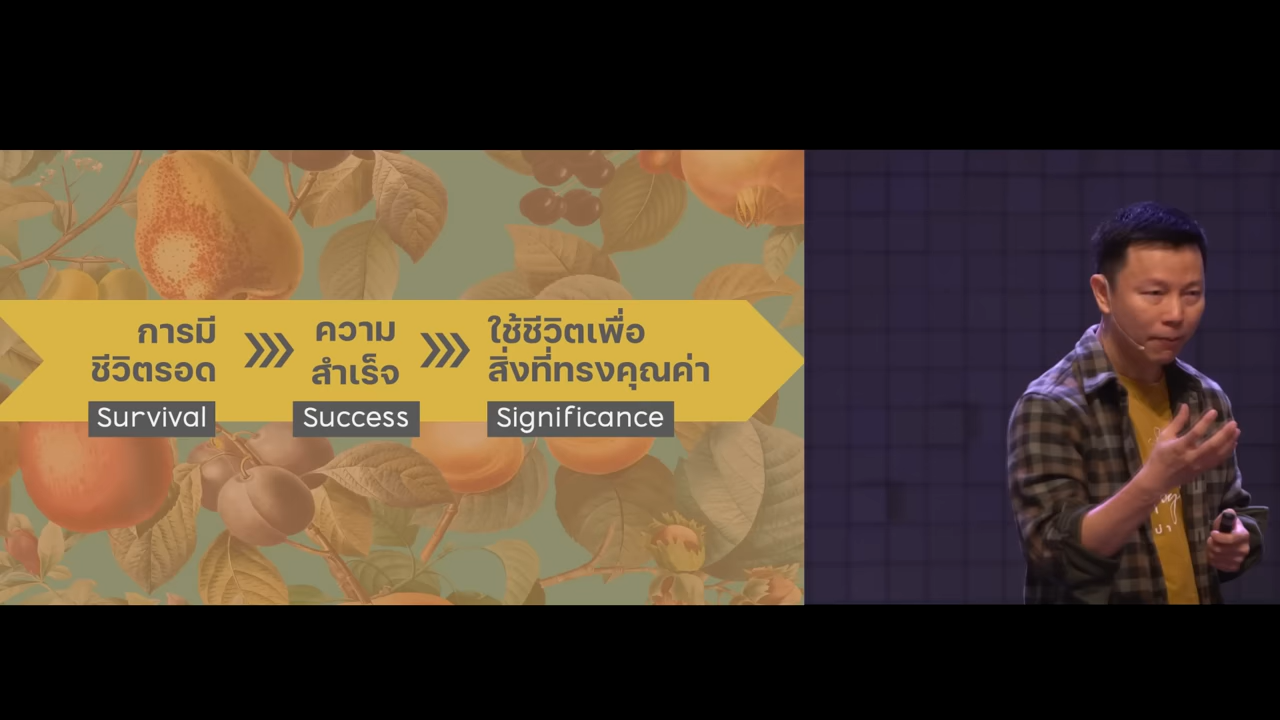 การมี
ชีวิตรอด
Survival
ความ
สำเร็จ
Success
ใช้ชีวิตเพื่อ
สิ่งที่ทรงคุณค่า
Significance